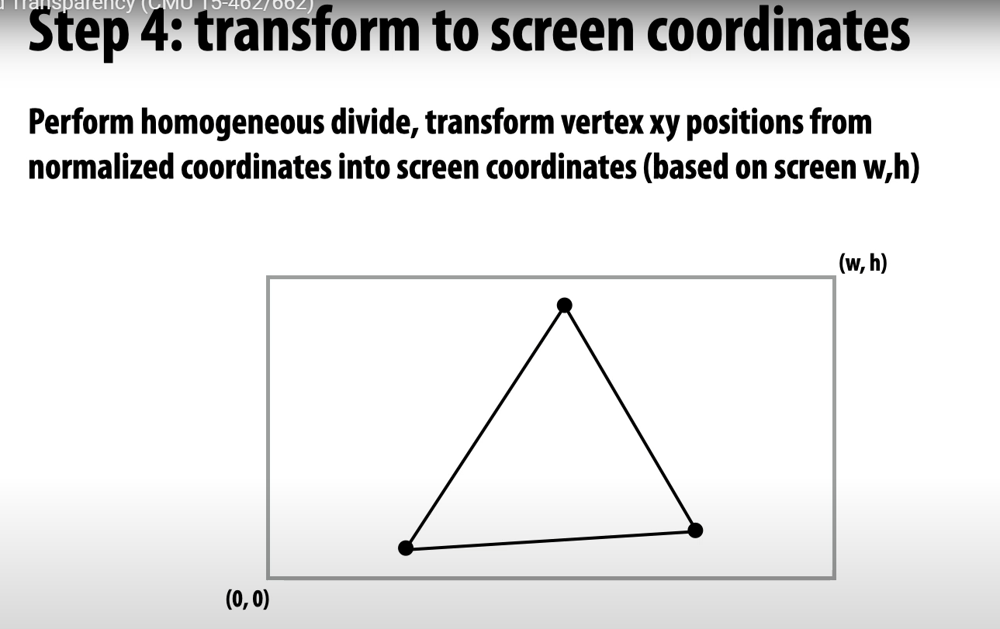 Transparency (CMU 15-462/662)
Step 4: transform to screen coordinates
Perform homogeneous divide, transform vertex xy positions from
normalized coordinates into screen coordinates (based on screen w,h)
(w, h)
(0, 0)